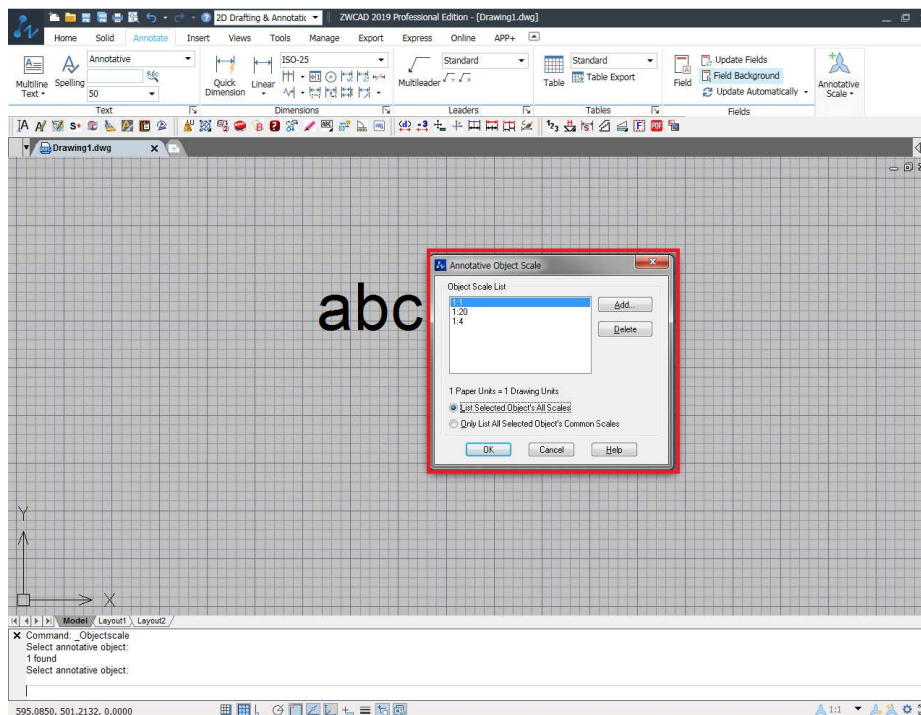 2D Drafting & Annotatic
ZWCAD 2019 Professional Edition - [Drawing1.dwg]
Home Solid Annotate Insert Views Tools Manage Export Express Online APP+
Annotative
50
Multiline Text
Spelling
Text
Quick Dimension
Linear
ISO-25
Dimensions
Multileader
Standard
Leaders
Table
Standard
Table Export
Tables
Field
Update Fields
Field Background
Update Automatically
Fields
Annotative Scale
Drawing1.dwg
abc
Annotative Object Scale
Object Scale List
1:1
1:20
1:4
Add...
Delete
1 Paper Units = 1 Drawing Units
List Selected Object's All Scales
Only List All Selected Object's Common Scales
OK Cancel Help
Y
X
Model Layout1 Layout2
Command: _Objectscale
Select annotative object:
1 found
Select annotative object:
595.0850, 501.2132, 0.0000
1:1